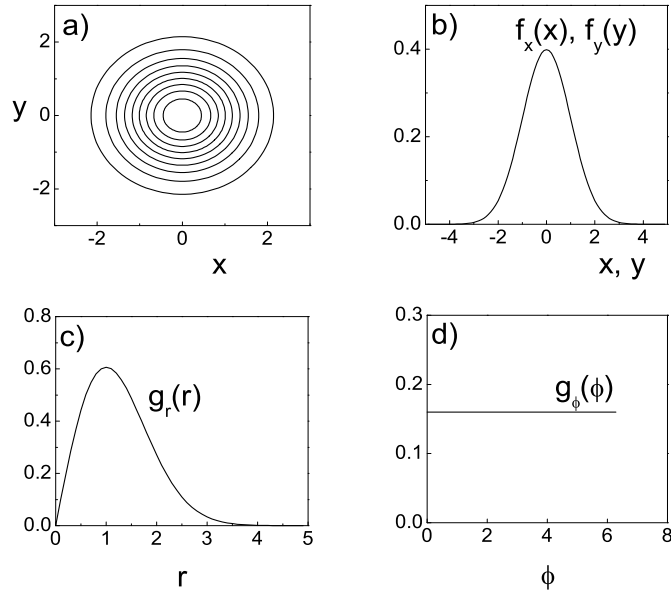 a)
y
2
0
-2
-2 0 2
x
b)
f_x(x), f_y(y)
0.4
0.2
0.0
-4 -2 0 2 4
x, y
c)
g_r(r)
0.8
0.6
0.4
0.2
0.0
0 1 2 3 4 5
r
d)
g_ϕ(ϕ)
0.3
0.2
0.1
0.0
0 2 4 6 8
ϕ